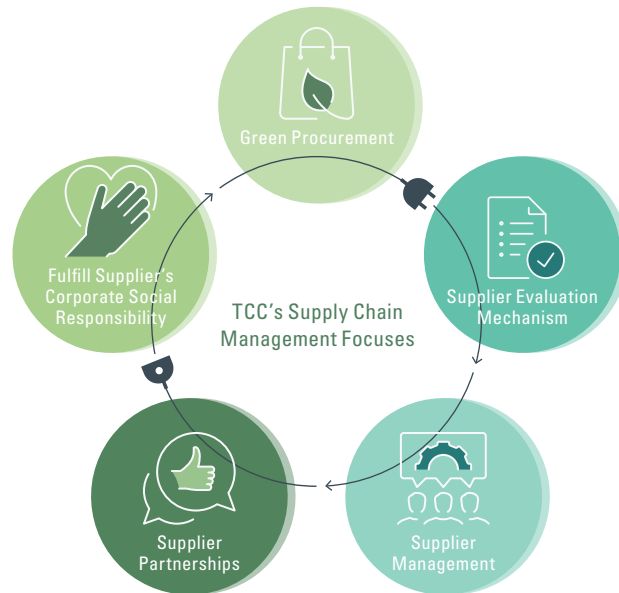 Green Procurement
Fulfill Supplier's
Corporate Social
Responsibility
Supplier Evaluation
Mechanism
TCC's Supply Chain
Management Focuses
Supplier
Partnerships
Supplier
Management